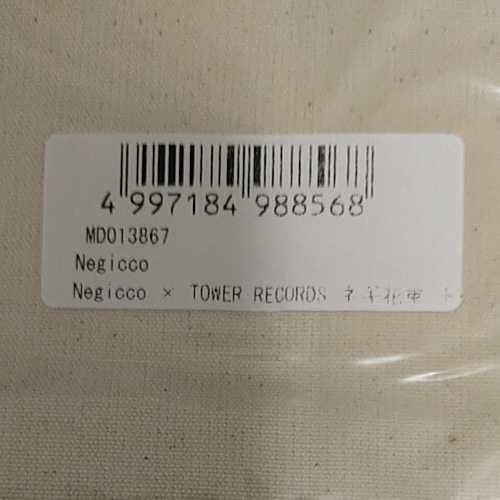 4 997184 988568
MD013867
Negicco
Negicco × TOWER RECORDS ネギ花束